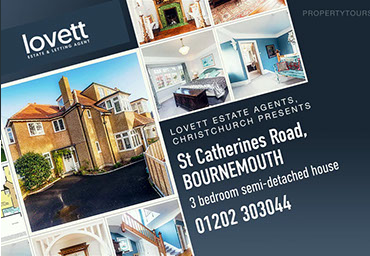 lovett
ESTATE & LETTING AGENT
PROPERTYTOURS
LOVETT ESTATE AGENTS,
CHRISTCHURCH PRESENTS
St Catherines Road,
BOURNEMOUTH
3 bedroom semi-detached house
01202 303044